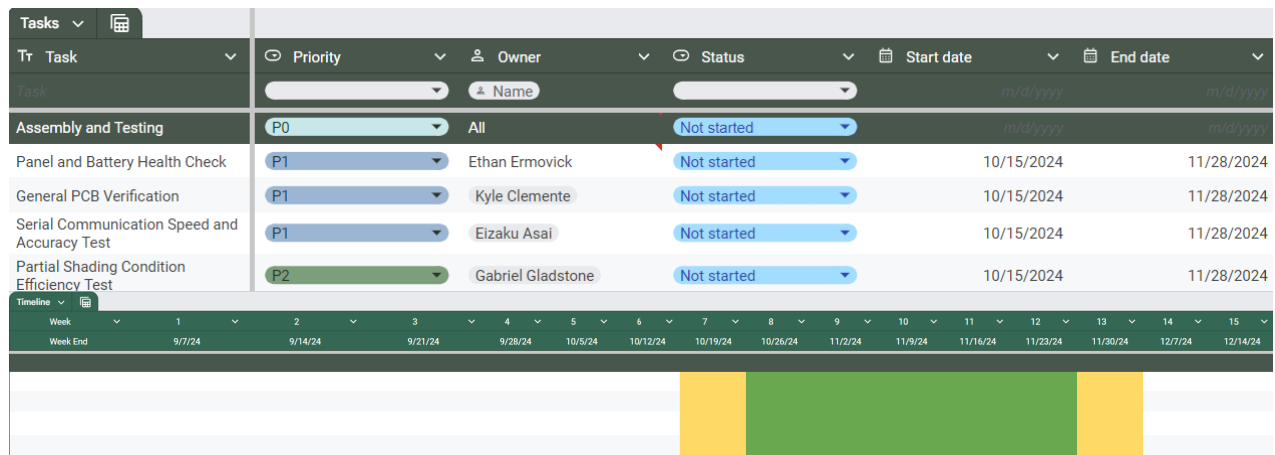 Tasks
Task Priority Owner Status Start date End date
Task Name m/d/yyyy m/d/yyyy
Assembly and Testing P0 All Not started m/d/yyyy m/d/yyyy
Panel and Battery Health Check P1 Ethan Ermovick Not started 10/15/2024 11/28/2024
General PCB Verification P1 Kyle Clemente Not started 10/15/2024 11/28/2024
Serial Communication Speed and
Accuracy Test P1 Eizaku Asai Not started 10/15/2024 11/28/2024
Partial Shading Condition
Efficiency Test P2 Gabriel Gladstone Not started 10/15/2024 11/28/2024
Timeline
Week 1 2 3 4 5 6 7 8 9 10 11 12 13 14 15
Week End 9/7/24 9/14/24 9/21/24 9/28/24 10/5/24 10/12/24 10/19/24 10/26/24 11/2/24 11/9/24 11/16/24 11/23/24 11/30/24 12/7/24 12/14/24